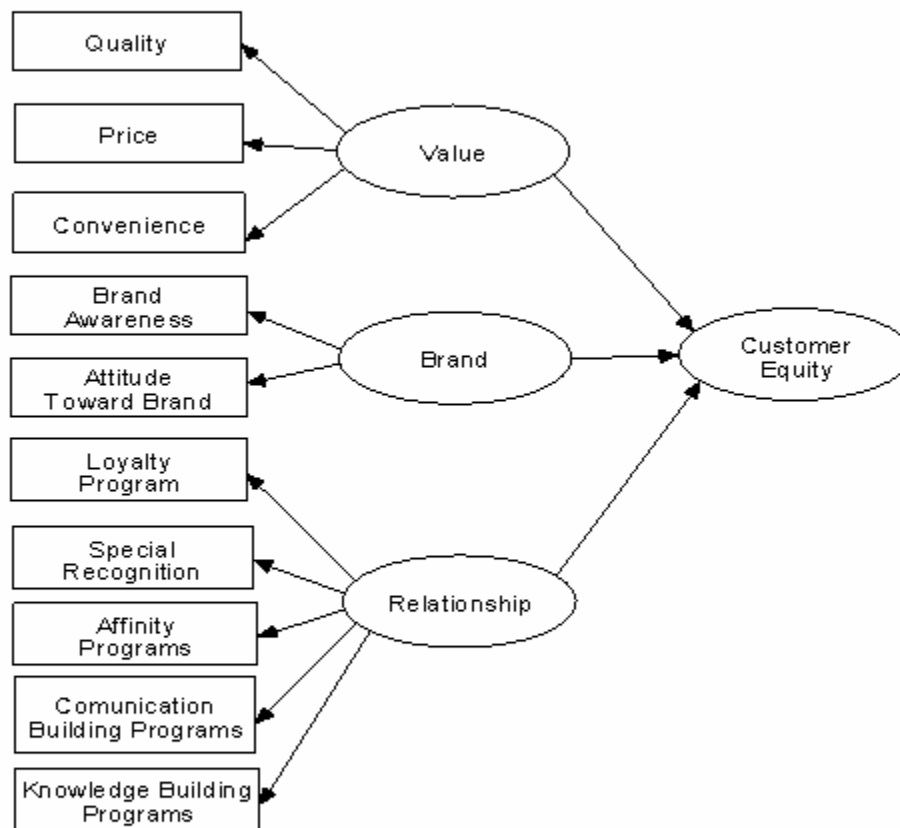 Quality
Price
Convenience
Brand
Awareness
Attitude
Toward Brand
Loyalty
Program
Special
Recognition
Affinity
Programs
Comunication
Building Programs
Knowledge Building
Programs
Value
Brand
Relationship
Customer
Equity